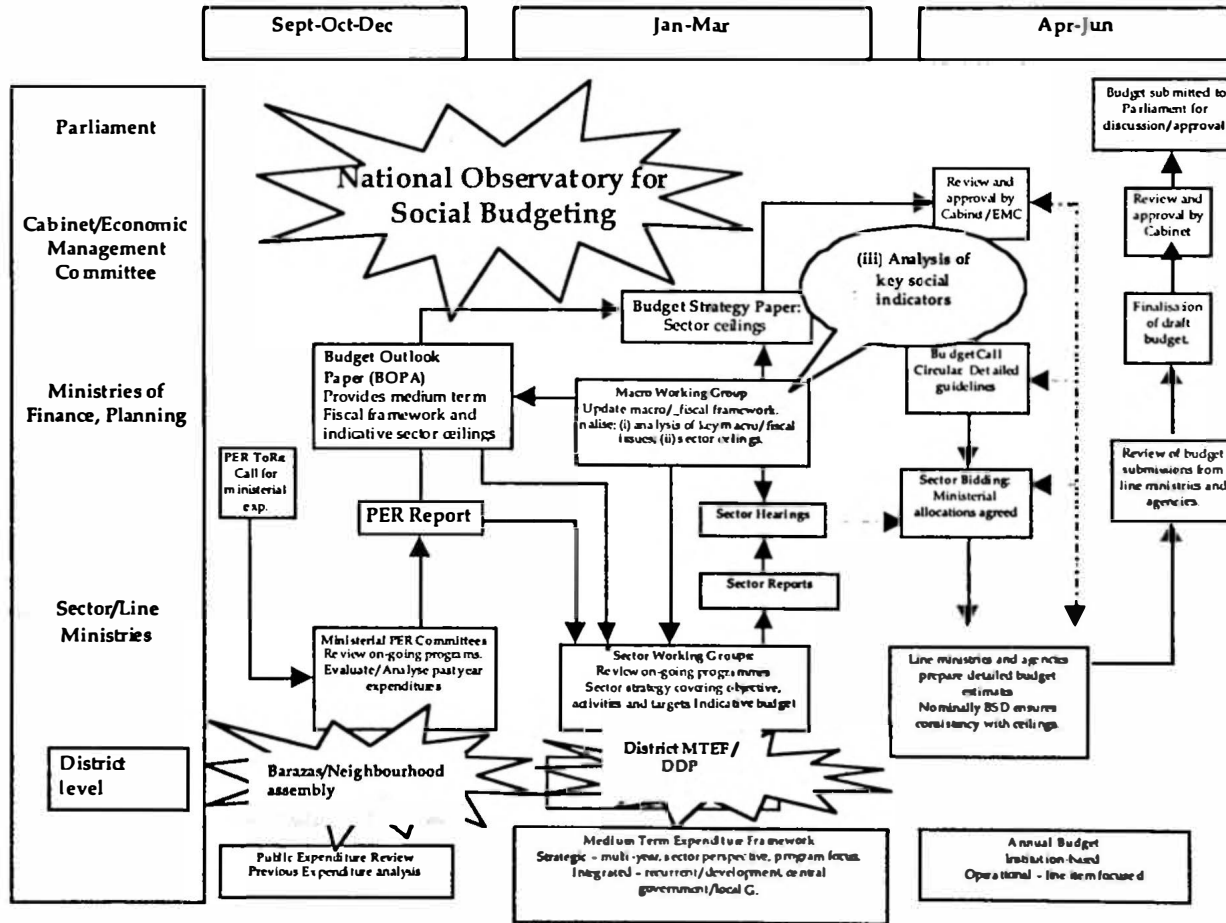 Sept-Oct-Dec
Jan-Mar
Apr-Jun
Parliament
Cabinet/Economic
Management
Committee
Ministries of
Finance, Planning
Sector/Line
Ministries
District
level
National Observatory for
Social Budgeting
Budget submitted to
Parliament for
discussion/approval
Review and
approval by
Cabinet/EMC
Review and
approval by
Cabinet
(iii) Analysis of
key social
indicators
Budget Strategy Paper:
Sector ceilings
Finalisation
of draft
budget.
Budget Outlook
Paper (BOPA)
Provides medium term
Fiscal framework and
indicative sector ceilings
Macro Working Group
Update macro/_fiscal framework.
nalise; (i) analysis of key macro/fiscal
issues; (ii) sector ceilings.
Budget Call
Circular. Detailed
guidelines
PER ToRs:
Call for
ministerial
exp.
PER Report
Sector Hearings
Sector Bidding:
Ministerial
allocations agreed
Review of budget
submissions from
line ministries and
agencies.
Sector Reports
Ministerial PER Committees
Review on-going programs.
Evaluate/Analyse past year
expenditures
Sector Working Groups:
Review on-going programmes
Sector strategy covering objective,
activities and targets Indicative budget
Line ministries and agencies
prepare detailed budget
estimates
Nominally BSD ensures
consistency with ceilings.
Barazas/Neighbourhood
assembly
District MTEF/
DDP
Public Expenditure Review
Previous Expenditure analysis
Medium Term Expenditure Framework
Strategic – multi-year, sector perspective, program focus
Integrated – recurrent/development, central
government/local G.
Annual Budget
Institution-based
Operational – line item focused